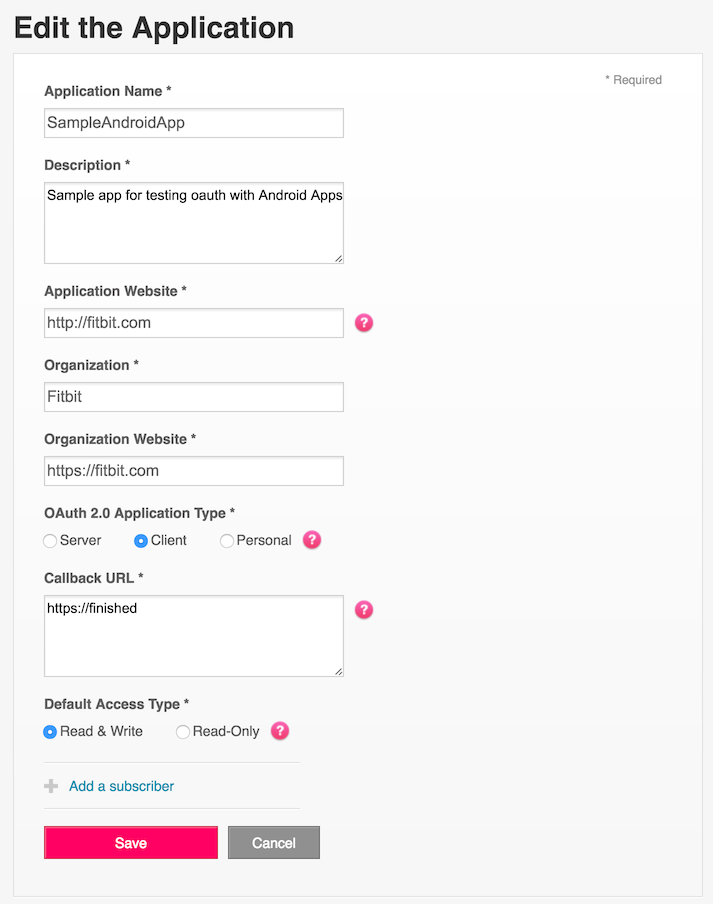 Edit the Application
* Required
Application Name *
SampleAndroidApp
Description *
Sample app for testing oauth with Android Apps
Application Website *
http://fitbit.com
?
Organization *
Fitbit
Organization Website *
https://fitbit.com
OAuth 2.0 Application Type *
Server Client Personal ?
Callback URL *
https://finished
?
Default Access Type *
Read & Write Read-Only ?
Add a subscriber
Save Cancel